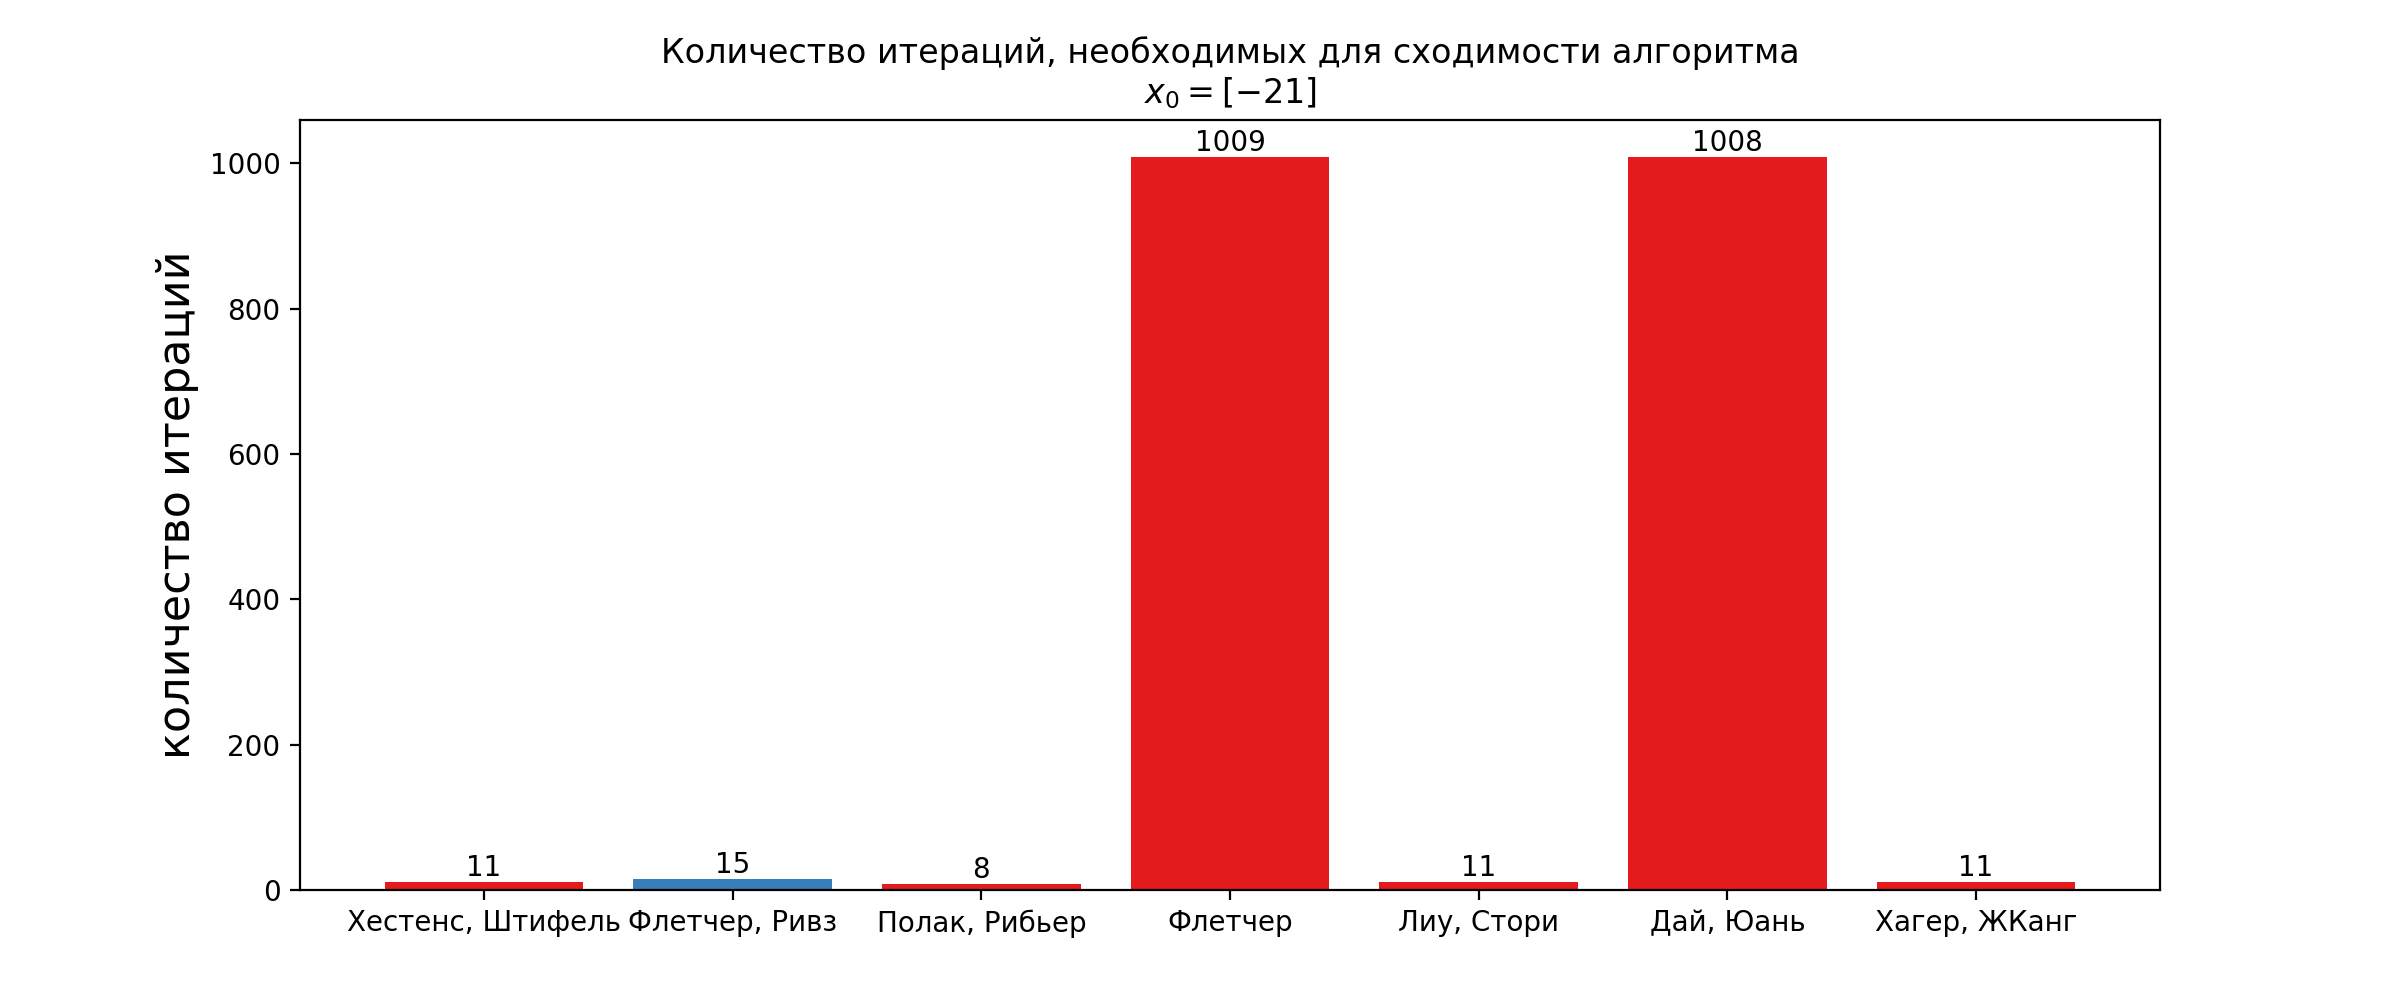 Количество итераций, необходимых для сходимости алгоритма
x₀ = [−21]
количество итераций
1000
800
600
400
200
0
11
15
8
1009
11
1008
11
Хестенс, Штифель
Флетчер, Ривз
Полак, Рибьер
Флетчер
Лиу, Стори
Дай, Юань
Хагер, ЖКанг